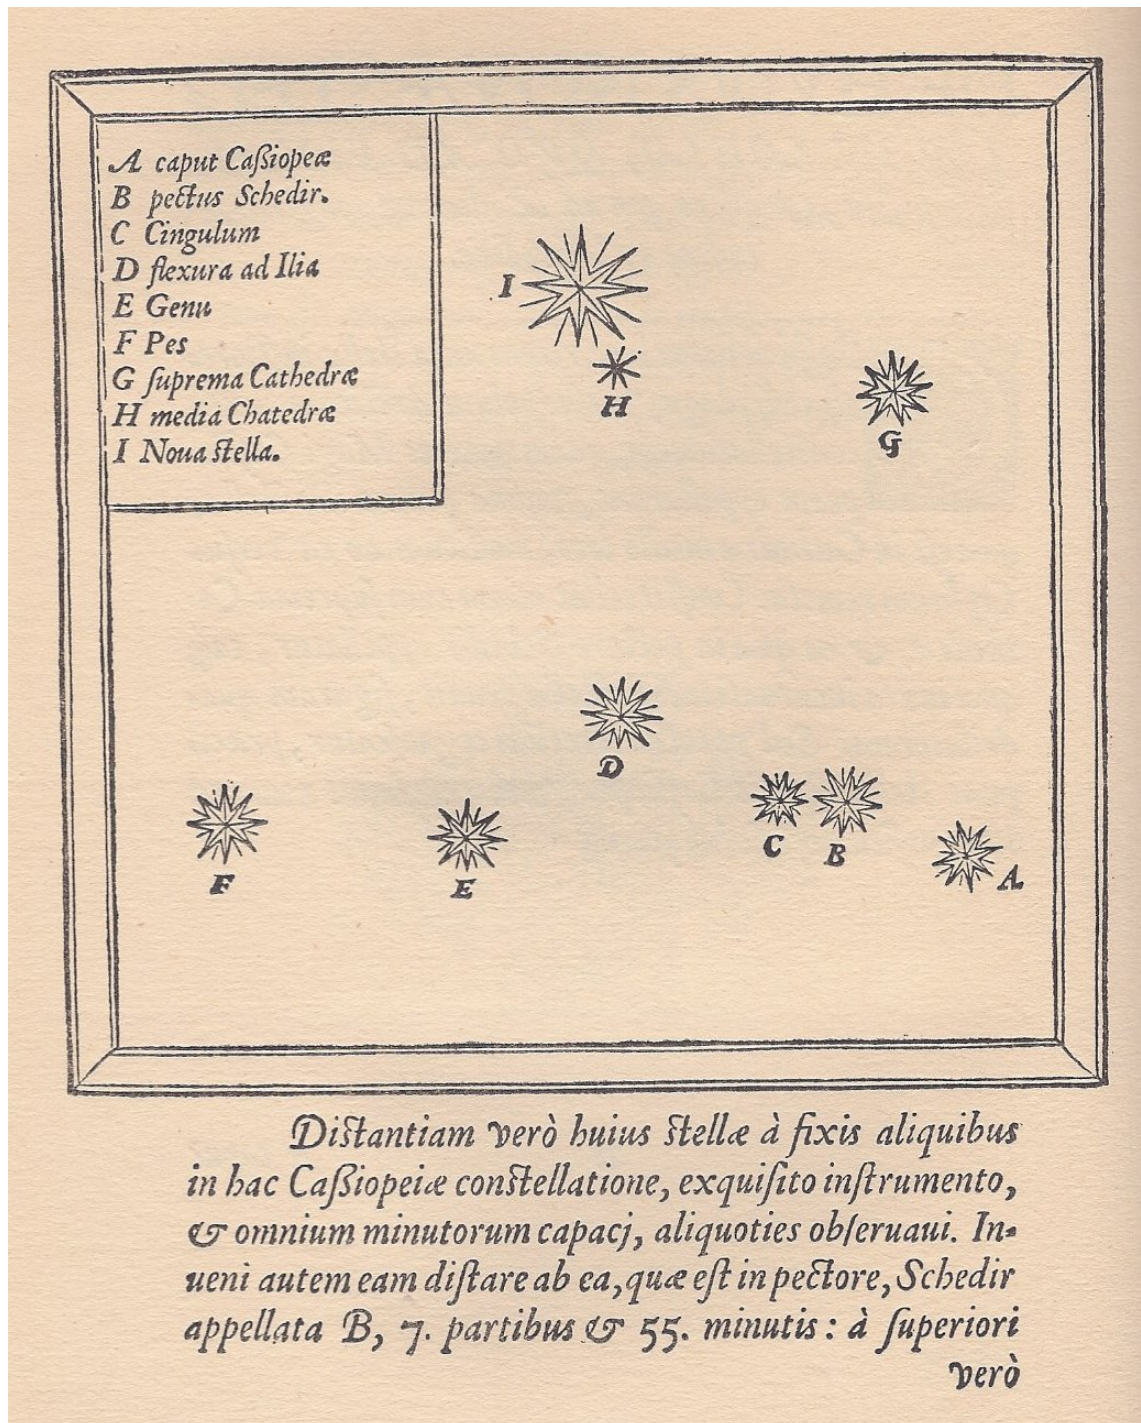 A caput Caßiopeæ
B pectus Schedir.
C Cingulum
D flexura ad Ilia
E Genu
F Pes
G ſuprema Cathedræ
H media Chatedræ
I Noua stella.
I
H
G
D
C
B
A
F
E
Distantiam verò huius stellæ à fixis aliquibus
in hac Caßiopeiæ constellatione, exquiſito inſtrumento,
& omnium minutorum capacj, aliquoties obſeruaui. In-
ueni autem eam diſtare ab ea, quæ eſt in pectore, Schedir
appellata B, 7. partibus & 55. minutis: à ſuperiori
verò